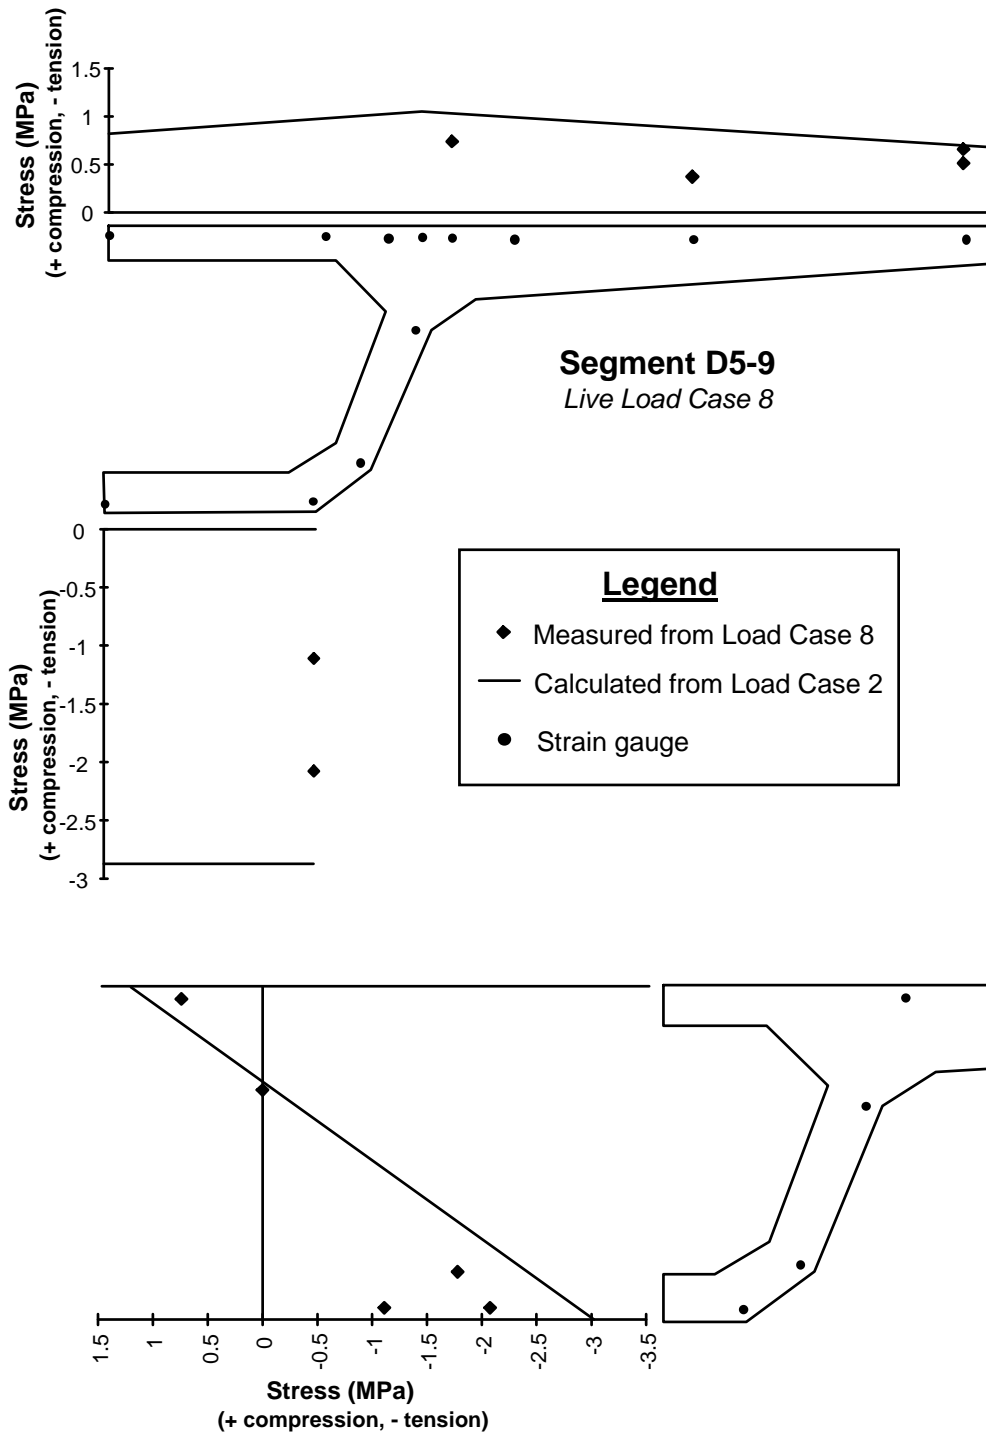 Stress (MPa)
(+ compression, - tension)
1.5
1
0.5
0
Segment D5-9
Live Load Case 8
Stress (MPa)
(+ compression, - tension)
0
-0.5
-1
-1.5
-2
-2.5
-3
Legend
Measured from Load Case 8
Calculated from Load Case 2
Strain gauge
1.5
1
0.5
0
-0.5
-1
-1.5
-2
-2.5
-3
-3.5
Stress (MPa)
(+ compression, - tension)